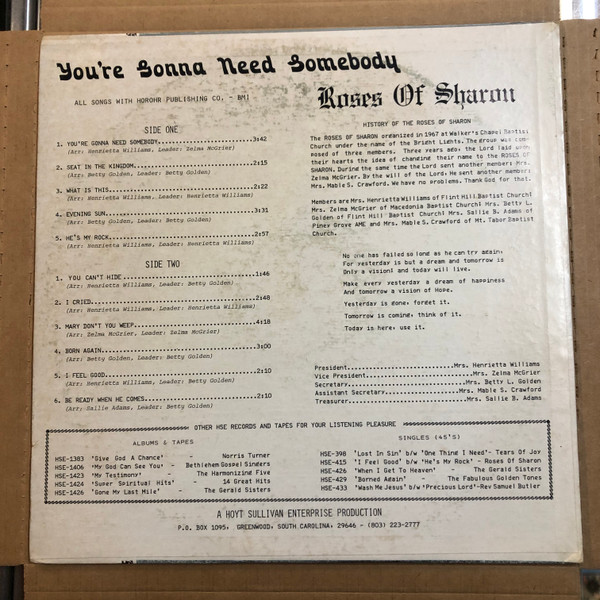 You're Gonna Need Somebody
ALL SONGS WITH HOROHR PUBLISHING CO. - BMI
Roses Of Sharon
SIDE ONE
1. YOU'RE GONNA NEED SOMEBODY 3:42
(Arr: Henrietta Williams, Leader: Zelma McGrier)
2. SEAT IN THE KINGDOM 2:15
(Arr: Betty Golden, Leader: Betty Golden)
3. WHAT IS THIS 2:22
(Arr: Henrietta Williams, Leader: Henrietta Williams)
4. EVENING SUN 3:31
(Arr: Betty Golden, Leader: Betty Golden)
5. HE'S MY ROCK 2:57
(Arr: Henrietta Williams, Leader: Henrietta Williams)
SIDE TWO
1. YOU CAN'T HIDE 1:46
(Arr: Henrietta Williams, Leader: Betty Golden)
2. I CRIED 2:48
(Arr: Henrietta Williams, Leader: Henrietta Williams)
3. MARY DON'T YOU WEEP 4:18
(Arr: Zelma McGrier, Leader: Zelma McGrier)
4. BORN AGAIN 3:00
(Arr: Betty Golden, Leader: Betty Golden)
5. I FEEL GOOD 2:10
(Arr: Henrietta Williams, Leader: Betty Golden)
6. BE READY WHEN HE COMES 2:10
(Arr: Sallie Adams, Leader: Betty Golden)
HISTORY OF THE ROSES OF SHARON
The ROSES OF SHARON ordanized in 1967 at Walker's Chapel Baptist
Church under the name of the Brient Lights. The group was com-
posed of three members. Three years ago, the Lord laid upon
their hearts the idea of chanding their name to the ROSES OF
SHARON. During the same time the Lord sent another member: Mrs.
Zelma McGrier. By the will of the Lord, He sent another member:
Mrs. Mable S. Crawford. We have no problems. Thank God for that.
Members are Mrs. Henrietta Williams of Flint Hill Baptist Church;
Mrs. Zelma McGrier of Macedonia Baptist Church; Mrs. Betty L.
Golden of Flint Hill Baptist Church; Mrs. Sallie B. Adams of
Piney Grove AME and Mrs. Mable S. Crawford of Mt. Tabor Baptist
Church.
No one has failed so long as he can try again;
For yesterday is but a dream and tomorrow is
Only a vision; and today will live.
Make every yesterday a dream of happiness
And tomorrow a vision of Hope.
Yesterday is done; fordet it.
Tomorrow is coming; think of it.
Today is here; use it.
President Mrs. Henrietta Williams
Vice President Mrs. Zelma McGrier
Secretary Mrs. Betty L. Golden
Assistant Secretary Mrs. Mable S. Crawford
Treasurer Mrs. Sallie B. Adams
OTHER HSE RECORDS AND TAPES FOR YOUR LISTENING PLEASURE
ALBUMS & TAPES
HSE-1383 'Give God A Chance' - Norris Turner
HSE-1406 'My God Can See You' - Bethlehem Gospel Singers
HSE-1423 'My Testimony' - The Harmonizing Five
HSE-1424 'Super Spiritual Hits' - 14 Great Hits
HSE-1426 'Gone My Last Mile' - The Gerald Sisters
SINGLES (45'S)
HSE-398 'Lost In Sin' b/w 'One Thing I Need' - Tears Of Joy
HSE-415 'I Feel Good' b/w 'He's My Rock' - Roses Of Sharon
HSE-426 'When I Get To Heaven' - The Gerald Sisters
HSE-429 'Borned Again' - The Fabulous Golden Tones
HSE-433 'Wash Me Jesus' b/w 'Precious Lord' - Rev Samuel Butler
A HOYT SULLIVAN ENTERPRISE PRODUCTION
P.O. BOX 1095, GREENWOOD, SOUTH CAROLINA, 29646 - (803) 223-2777